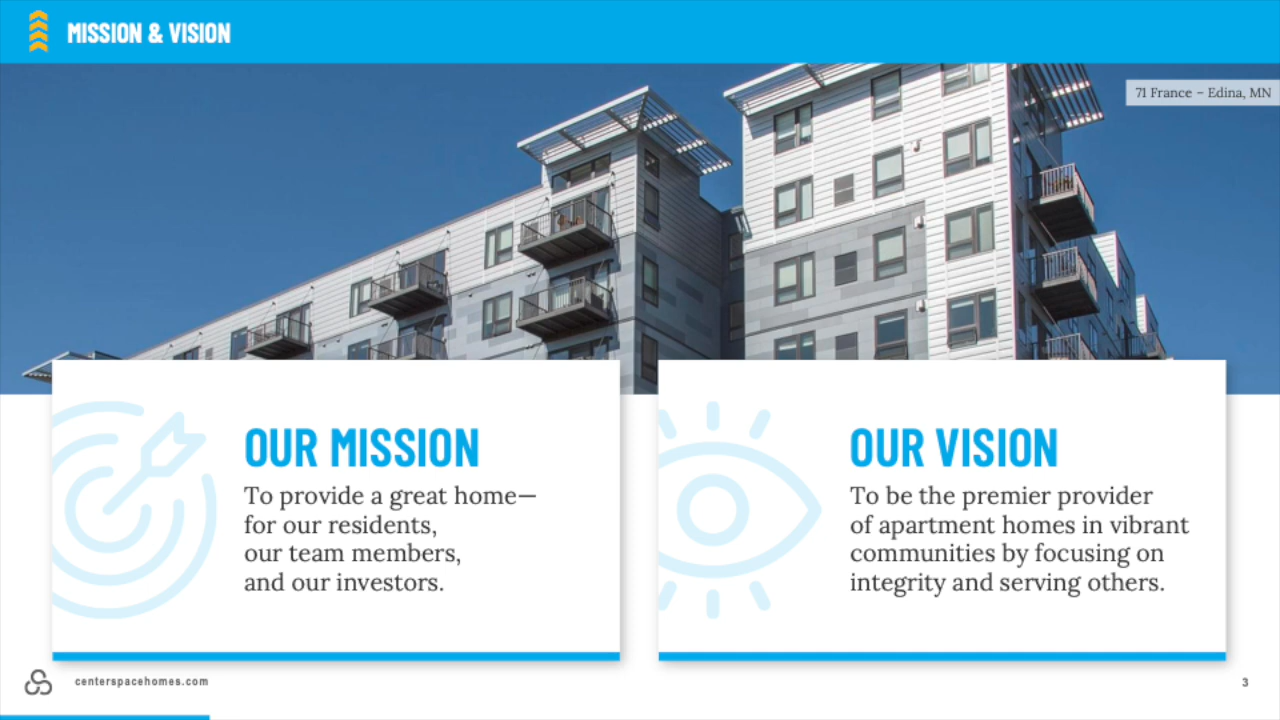 MISSION & VISION
71 France – Edina, MN
OUR MISSION
To provide a great home—
for our residents,
our team members,
and our investors.
OUR VISION
To be the premier provider
of apartment homes in vibrant
communities by focusing on
integrity and serving others.
centerspacehomes.com
3